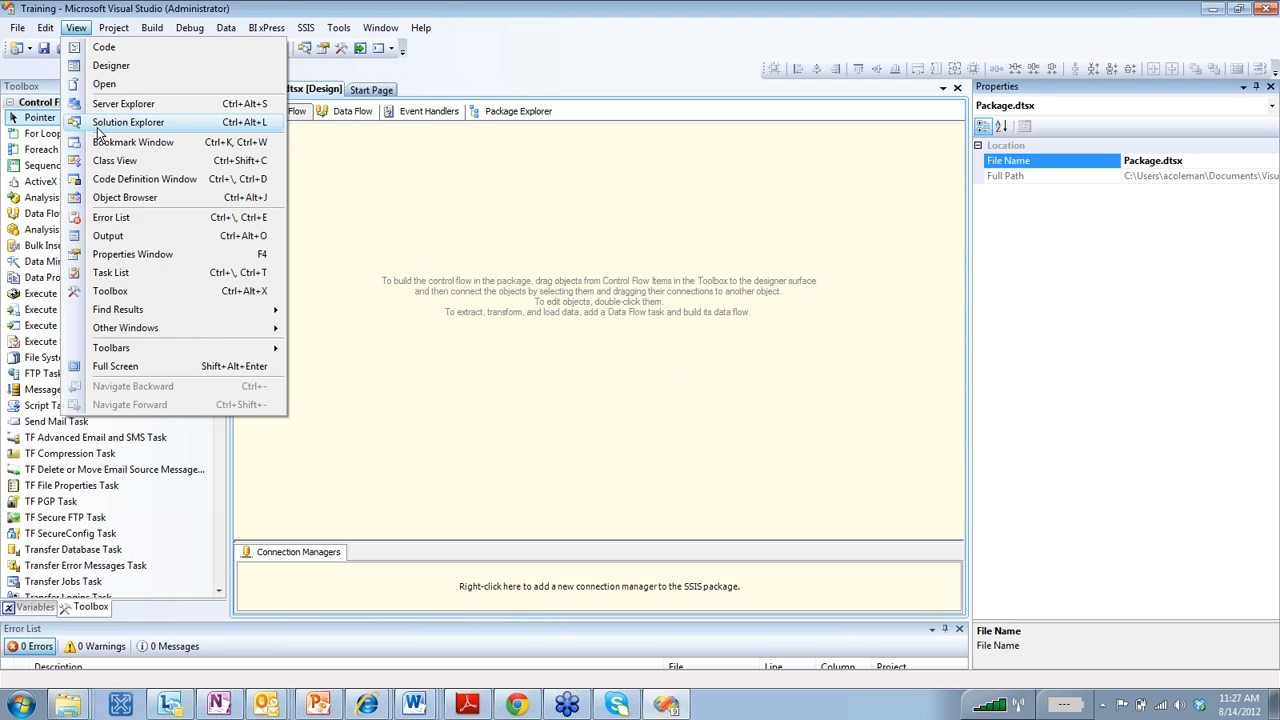 Training - Microsoft Visual Studio (Administrator)
File Edit View Project Build Debug Data BI xPress SSIS Tools Window Help
Code
Designer
Open
Server Explorer Ctrl+Alt+S
Solution Explorer Ctrl+Alt+L
Bookmark Window Ctrl+K, Ctrl+W
Class View Ctrl+Shift+C
Code Definition Window Ctrl+\, Ctrl+D
Object Browser Ctrl+Alt+J
Error List Ctrl+\, Ctrl+E
Output Ctrl+Alt+O
Properties Window F4
Task List Ctrl+\, Ctrl+T
Toolbox Ctrl+Alt+X
Find Results
Other Windows
Toolbars
Full Screen Shift+Alt+Enter
Navigate Backward Ctrl+-
Navigate Forward Ctrl+Shift+-
Toolbox
Control F
Pointer
For Loo
Foreach
Sequen
ActiveX
Analysis
Data Flo
Analysis
Bulk Ins
Data Min
Data Pro
Execute
Execute
Execute
Execute
File Syst
FTP Task
Message
Script Ta
Send Mail Task
TF Advanced Email and SMS Task
TF Compression Task
TF Delete or Move Email Source Message...
TF File Properties Task
TF PGP Task
TF Secure FTP Task
TF SecureConfig Task
Transfer Database Task
Transfer Error Messages Task
Transfer Jobs Task
Transfer Logins Task
Variables Toolbox
dtsx [Design] Start Page
Flow Data Flow Event Handlers Package Explorer
To build the control flow in the package, drag objects from Control Flow Items in the Toolbox to the designer surface
and then connect the objects by selecting them and dragging their connections to another object.
To edit objects, double-click them.
To extract, transform, and load data, add a Data Flow task and build its data flow.
Connection Managers
Right-click here to add a new connection manager to the SSIS package.
Properties
Package.dtsx
Location
File Name Package.dtsx
Full Path C:\Users\acoleman\Documents\Visu
File Name
File Name
Error List
0 Errors 0 Warnings 0 Messages
Description File Line Column Project
11:27 AM
8/14/2012